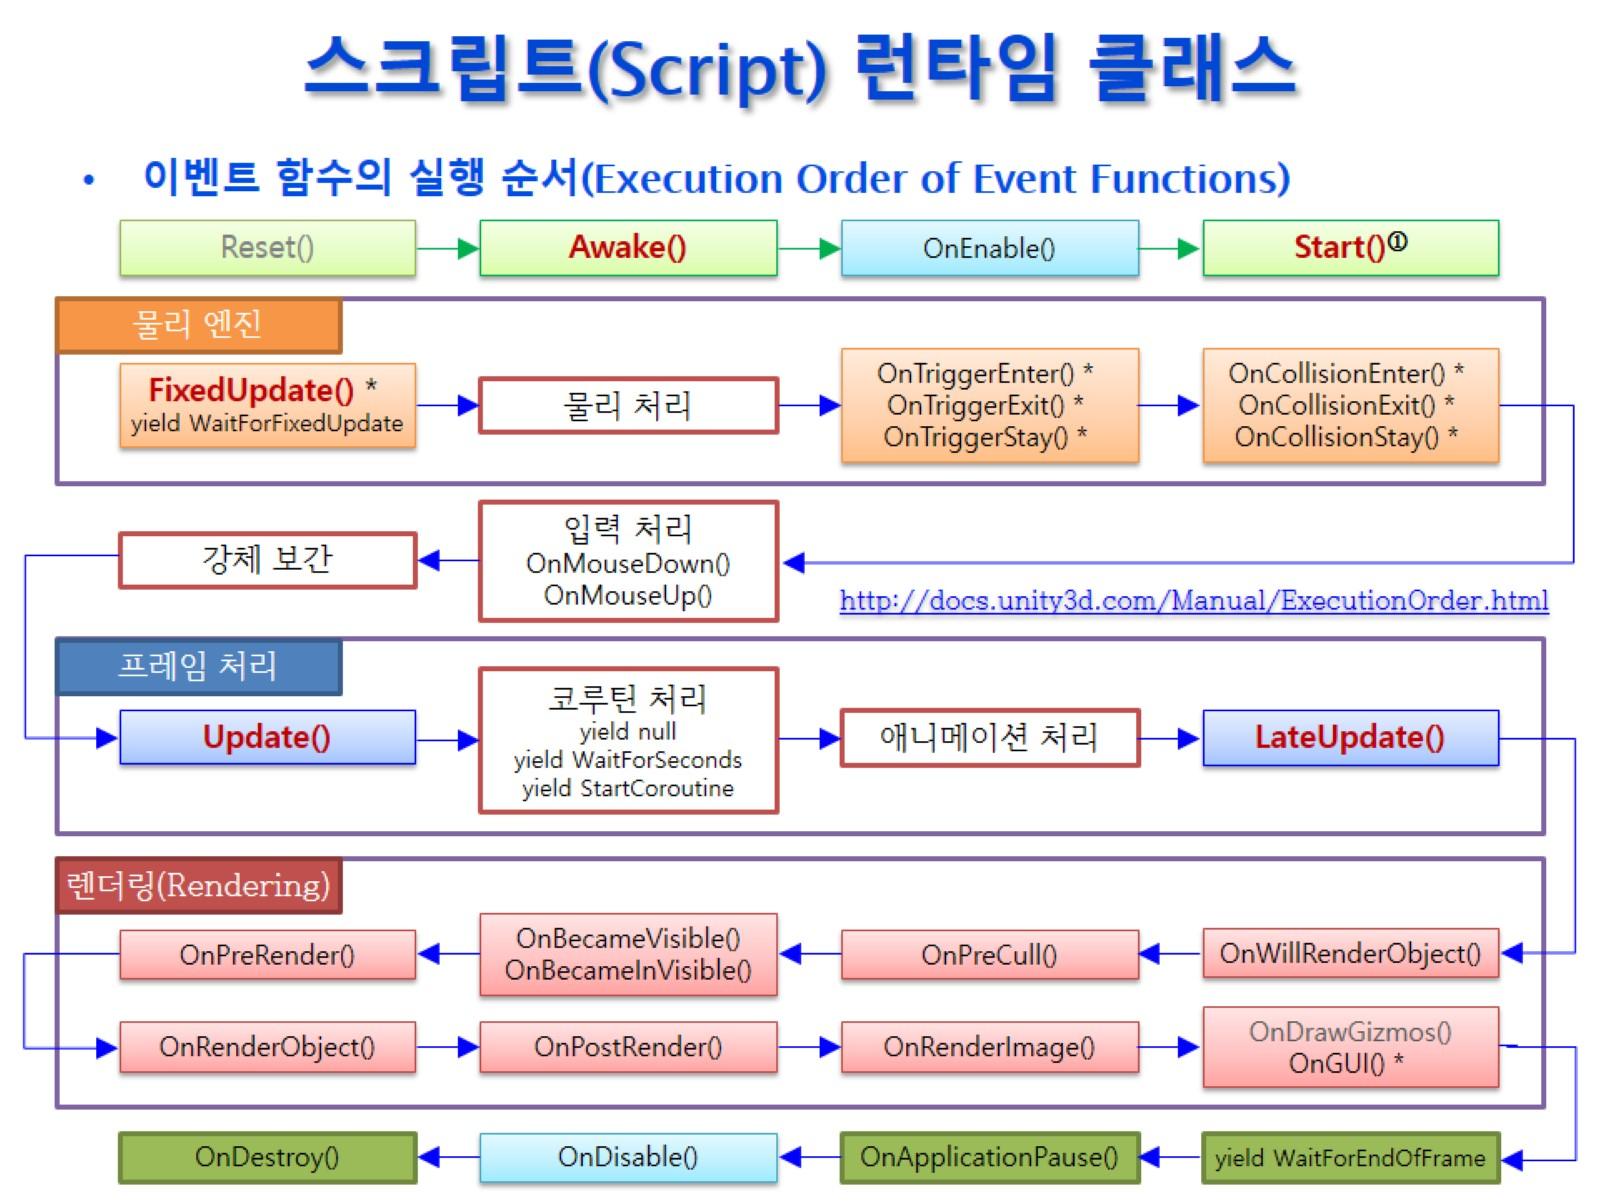 스크립트(Script) 런타임 클래스
• 이벤트 함수의 실행 순서(Execution Order of Event Functions)
Reset()
Awake()
OnEnable()
Start()①
물리 엔진
FixedUpdate() *
yield WaitForFixedUpdate
물리 처리
OnTriggerEnter() *
OnTriggerExit() *
OnTriggerStay() *
OnCollisionEnter() *
OnCollisionExit() *
OnCollisionStay() *
강체 보간
입력 처리
OnMouseDown()
OnMouseUp()
http://docs.unity3d.com/Manual/ExecutionOrder.html
프레임 처리
Update()
코루틴 처리
yield null
yield WaitForSeconds
yield StartCoroutine
애니메이션 처리
LateUpdate()
렌더링(Rendering)
OnPreRender()
OnBecameVisible()
OnBecameInVisible()
OnPreCull()
OnWillRenderObject()
OnRenderObject()
OnPostRender()
OnRenderImage()
OnDrawGizmos()
OnGUI() *
OnDestroy()
OnDisable()
OnApplicationPause()
yield WaitForEndOfFrame